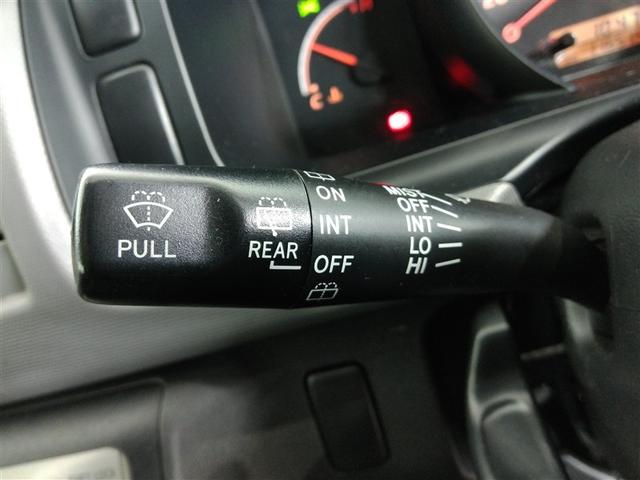 PULL
REAR
ON
INT
OFF
MIST
OFF
INT
LO
HI
C